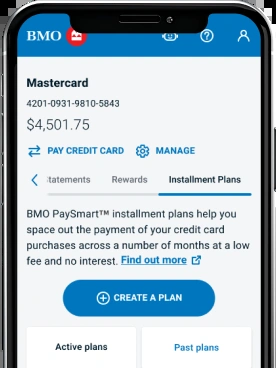 BMO
Mastercard
4201-0931-9810-5843
$4,501.75
PAY CREDIT CARD MANAGE
tatements Rewards Installment Plans
BMO PaySmart™ installment plans help you
space out the payment of your credit card
purchases across a number of months at a low
fee and no interest. Find out more
CREATE A PLAN
Active plans Past plans